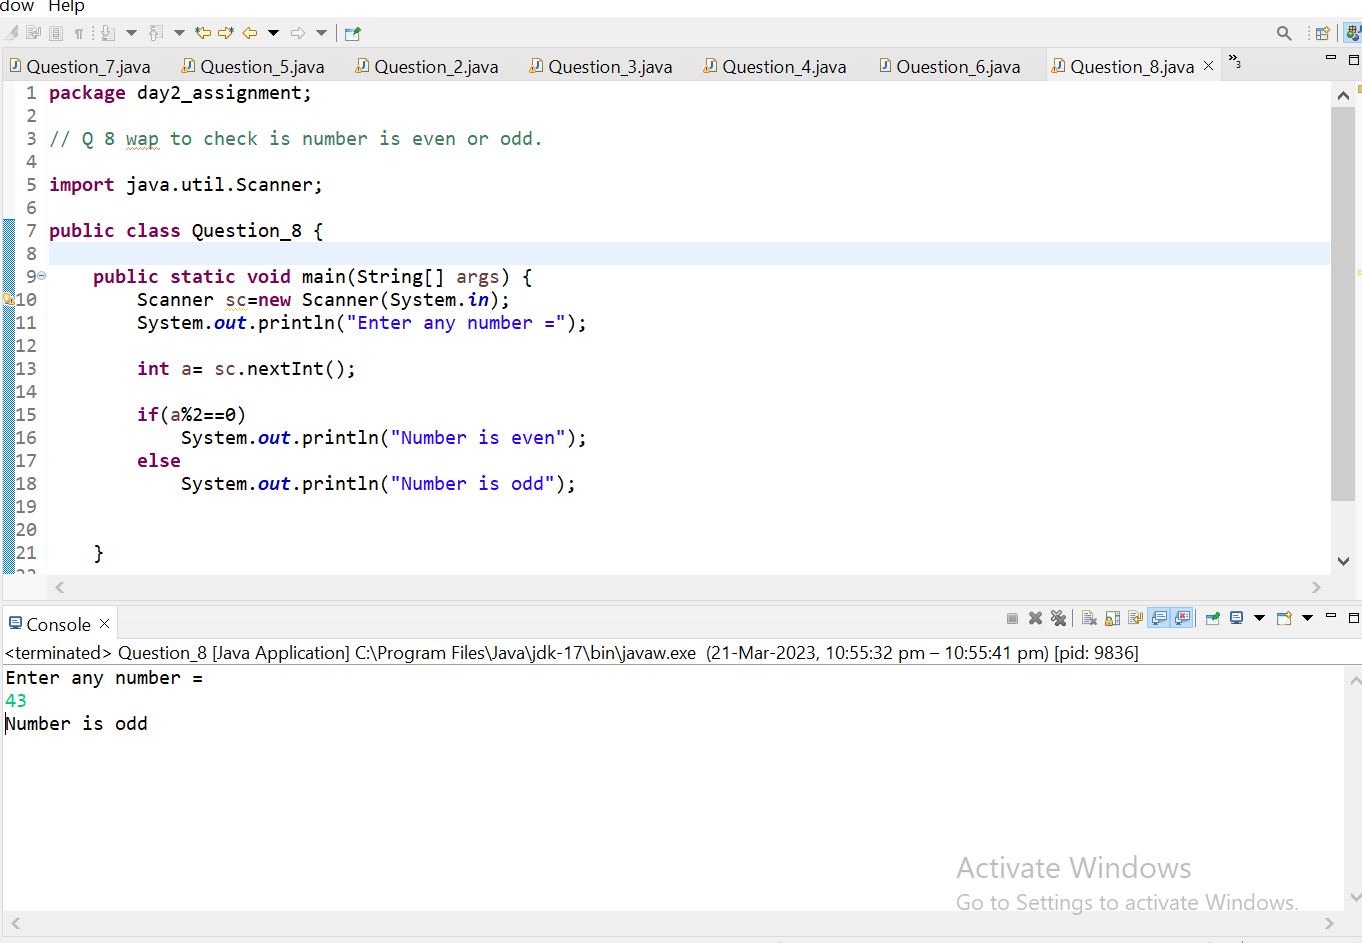 dow Help
Question_7.java Question_5.java Question_2.java Question_3.java Question_4.java Question_6.java Question_8.java »3
1 package day2_assignment;
2
3 // Q 8 wap to check is number is even or odd.
4
5 import java.util.Scanner;
6
7 public class Question_8 {
8
9 public static void main(String[] args) {
10 Scanner sc=new Scanner(System.in);
11 System.out.println("Enter any number =");
12
13 int a= sc.nextInt();
14
15 if(a%2==0)
16 System.out.println("Number is even");
17 else
18 System.out.println("Number is odd");
19
20
21 }
Console
<terminated> Question_8 [Java Application] C:\Program Files\Java\jdk-17\bin\javaw.exe (21-Mar-2023, 10:55:32 pm – 10:55:41 pm) [pid: 9836]
Enter any number =
43
Number is odd
Activate Windows
Go to Settings to activate Windows.